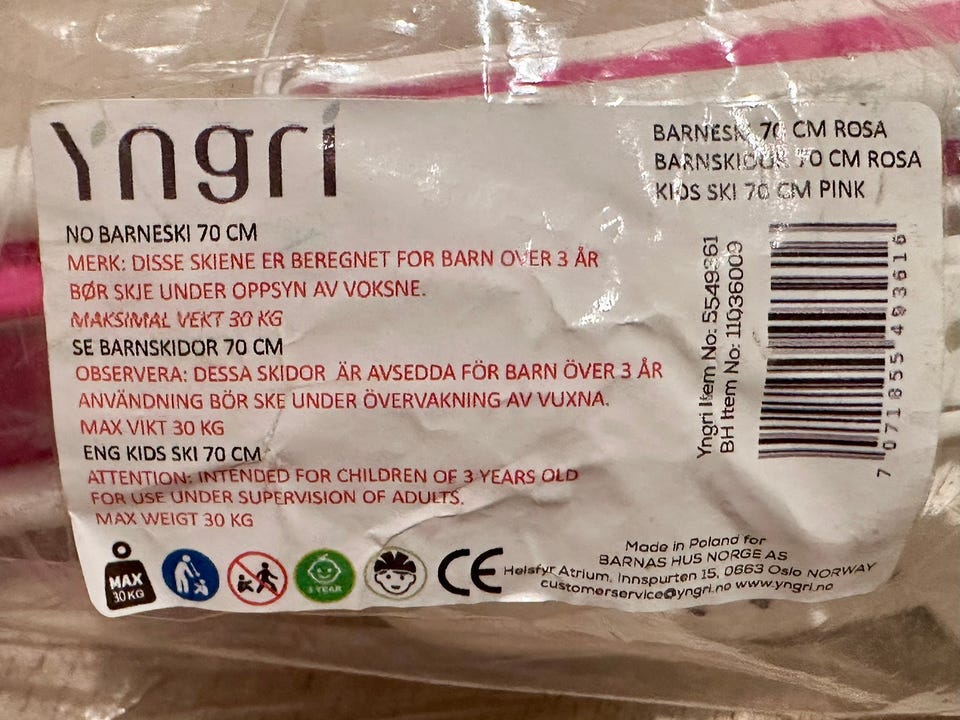 Yngri
BARNESKI 70 CM ROSA
BARNSKIDUR 70 CM ROSA
KIDS SKI 70 CM PINK
NO BARNESKI 70 CM
MERK: DISSE SKIENE ER BEREGNET FOR BARN OVER 3 ÅR
BØR SKJE UNDER OPPSYN AV VOKSNE.
MAKSIMAL VEKT 30 KG
SE BARNSKIDOR 70 CM
OBSERVERA: DESSA SKIDOR ÄR AVSEDDA FÖR BARN ÖVER 3 ÅR
ANVÄNDNING BÖR SKE UNDER ÖVERVAKNING AV VUXNA.
MAX VIKT 30 KG
ENG KIDS SKI 70 CM
ATTENTION: INTENDED FOR CHILDREN OF 3 YEARS OLD
FOR USE UNDER SUPERVISION OF ADULTS.
MAX WEIGT 30 KG
Yngri Item No: 5549361
BH Item No: 11036009
7 071855 493616
MAX
30 KG
3 YEAR
CE
Made in Poland for
BARNAS HUS NORGE AS
Helsfyr Atrium, Innspurten 15, 0663 Oslo NORWAY
customerservice@yngri.no www.yngri.no